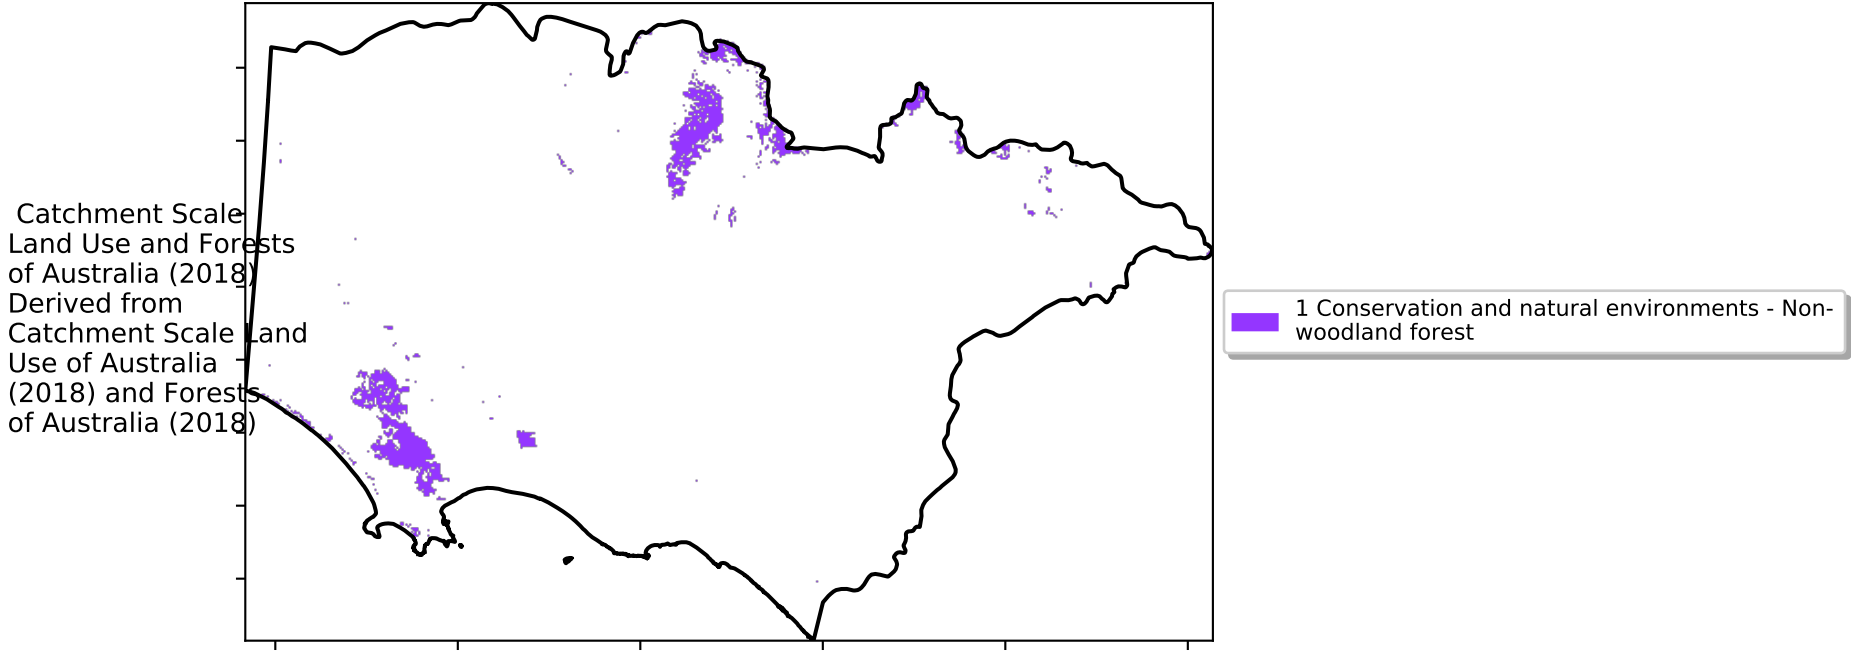 Catchment Scale
Land Use and Forests
of Australia (2018)
Derived from
Catchment Scale Land
Use of Australia
(2018) and Forests
of Australia (2018)
1 Conservation and natural environments - Non-
woodland forest